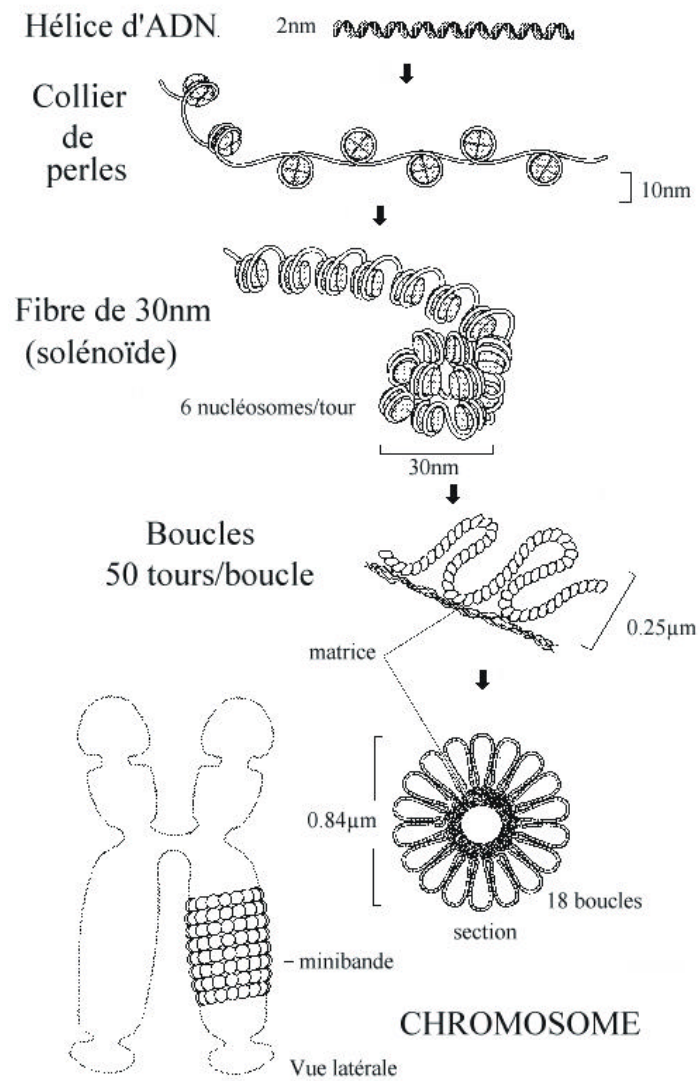 Hélice d'ADN.
2nm
Collier
de
perles
10nm
Fibre de 30nm
(solénoïde)
6 nucléosomes/tour
30nm
Boucles
50 tours/boucle
0.25µm
matrice
0.84µm
18 boucles
section
minibande
CHROMOSOME
Vue latérale